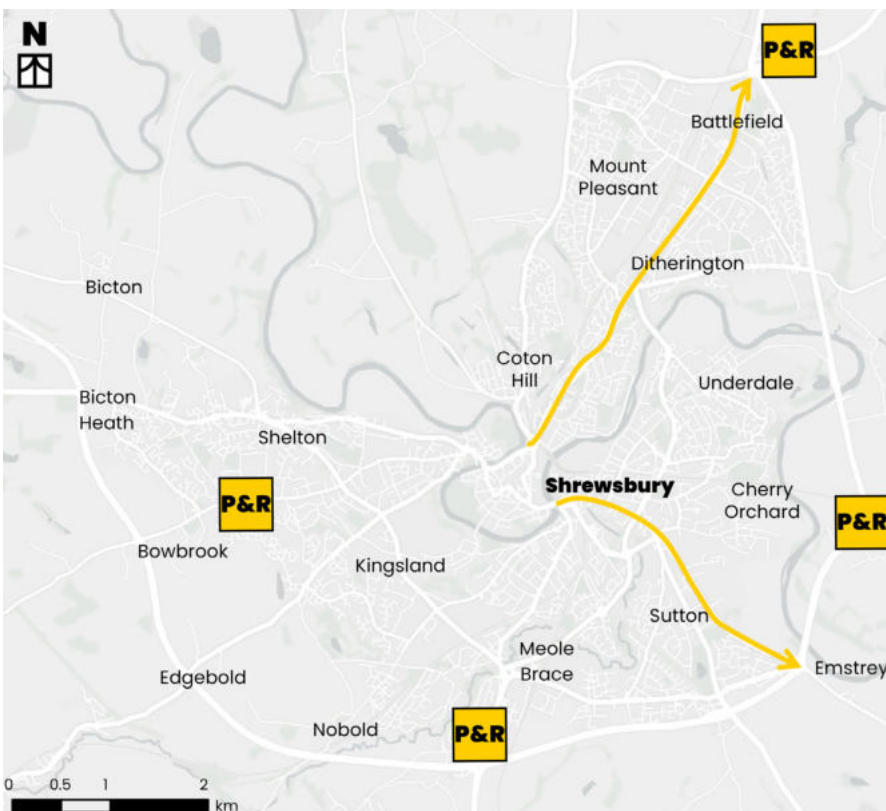 N
P&R
Battlefield
Mount
Pleasant
Ditherington
Bicton
Coton
Hill
Underdale
Bicton
Heath
Shelton
Shrewsbury
Cherry
Orchard
P&R
P&R
Bowbrook
Kingsland
Sutton
Meole
Brace
Emstrey
Edgebold
Nobold
P&R
0 0.5 1 2
km